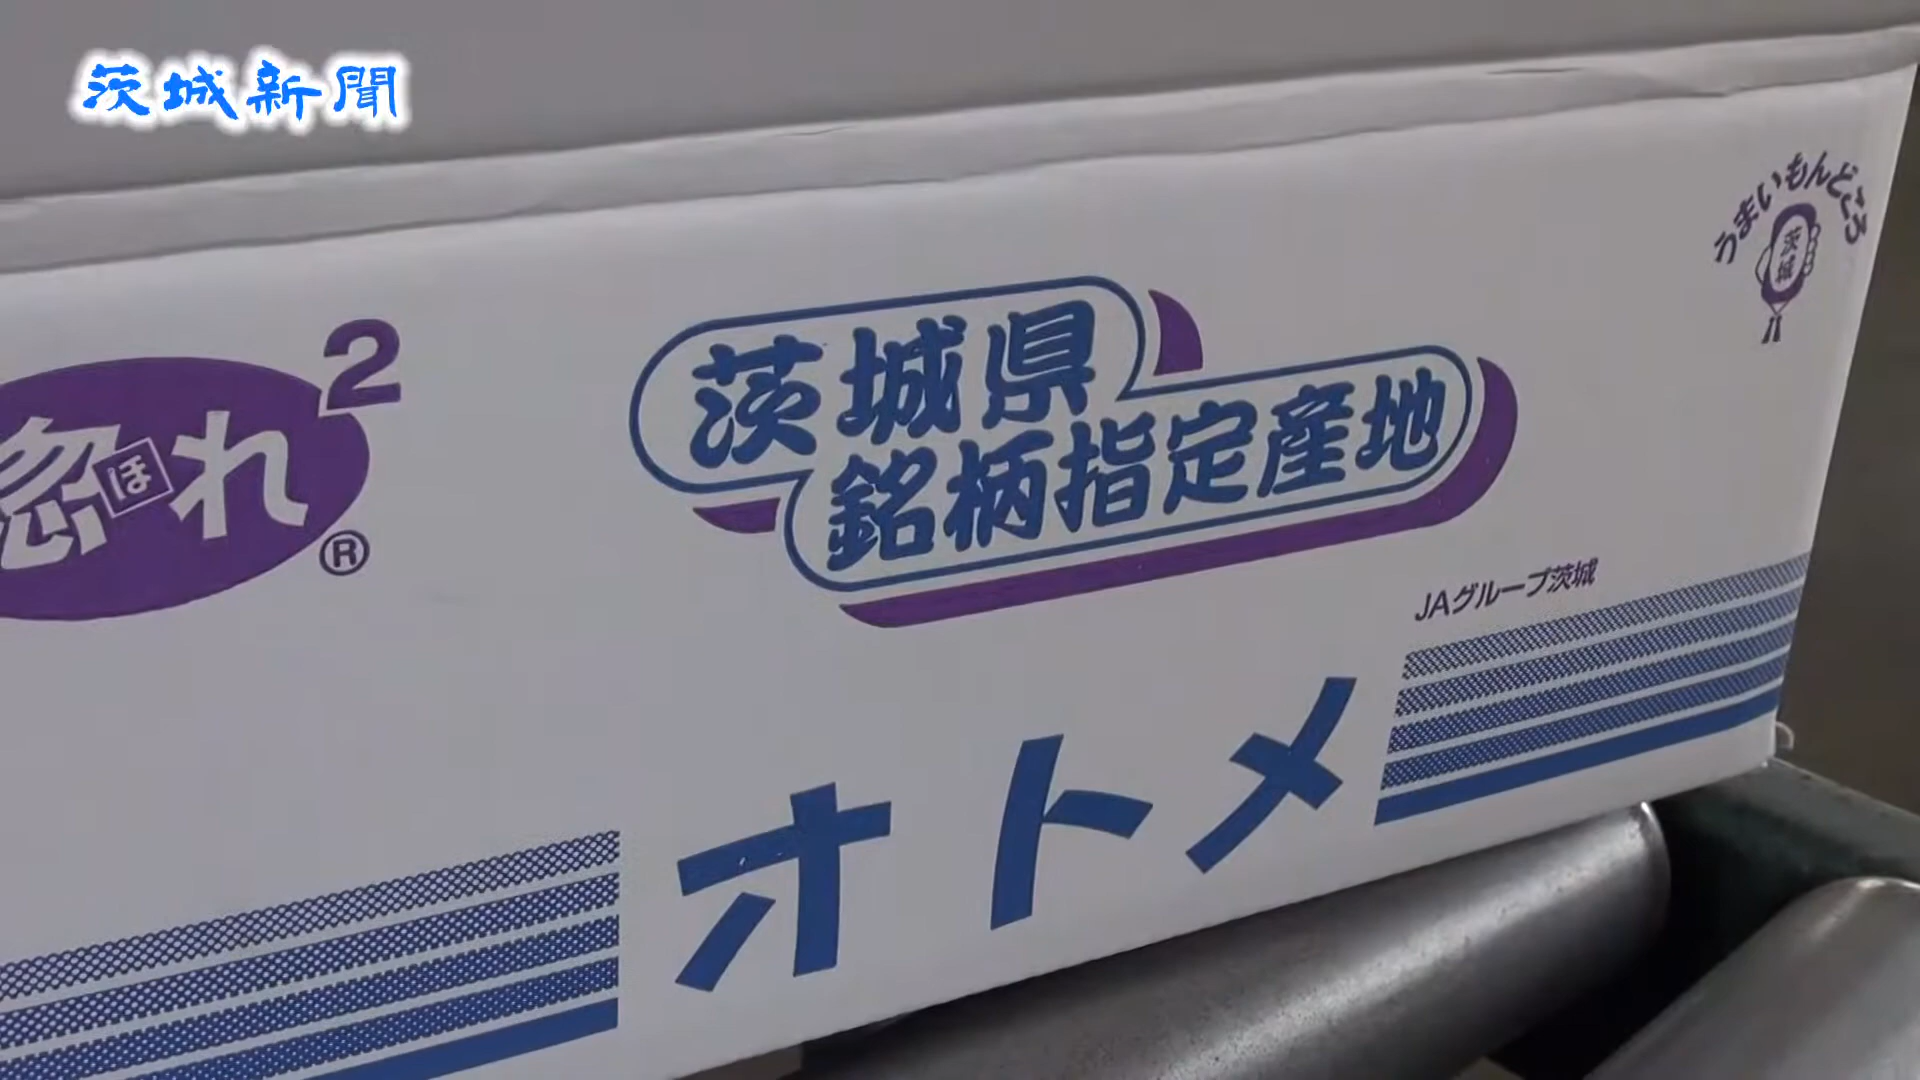 茨城新聞
うまいもんどころ
茨城
惚れ2
ほ
®
茨城県
銘柄指定産地
JAグループ茨城
オトメ